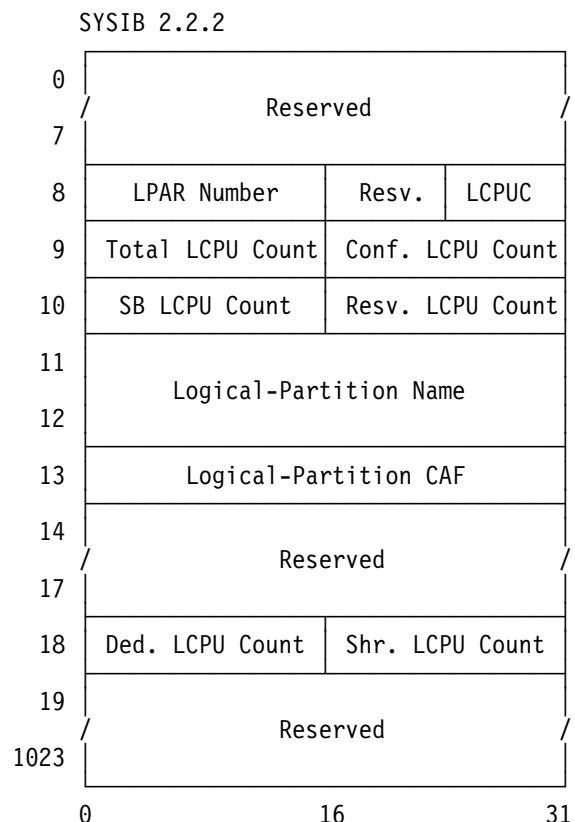 SYSIB 2.2.2
0
Reserved
7
8 LPAR Number Resv. LCPUC
9 Total LCPU Count Conf. LCPU Count
10 SB LCPU Count Resv. LCPU Count
11
Logical-Partition Name
12
13 Logical-Partition CAF
14
Reserved
17
18 Ded. LCPU Count Shr. LCPU Count
19
Reserved
1023
0 16 31